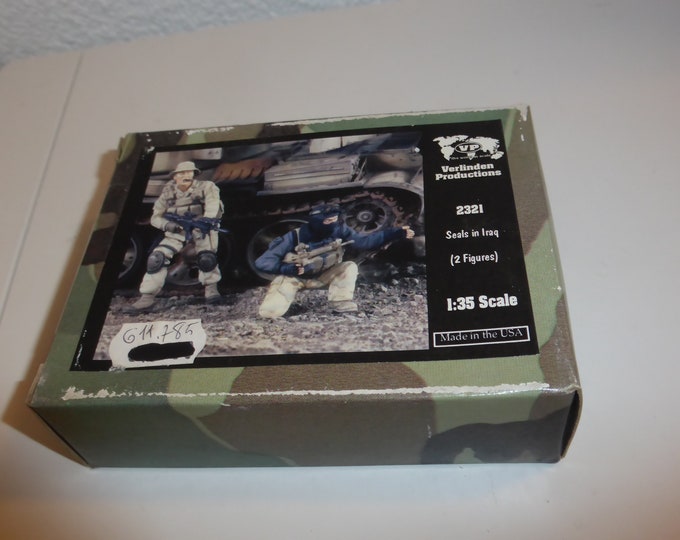 VP
Verlinden
Productions
2321
Seals in Iraq
(2 Figures)
1:35 Scale
Made in the USA
611.785